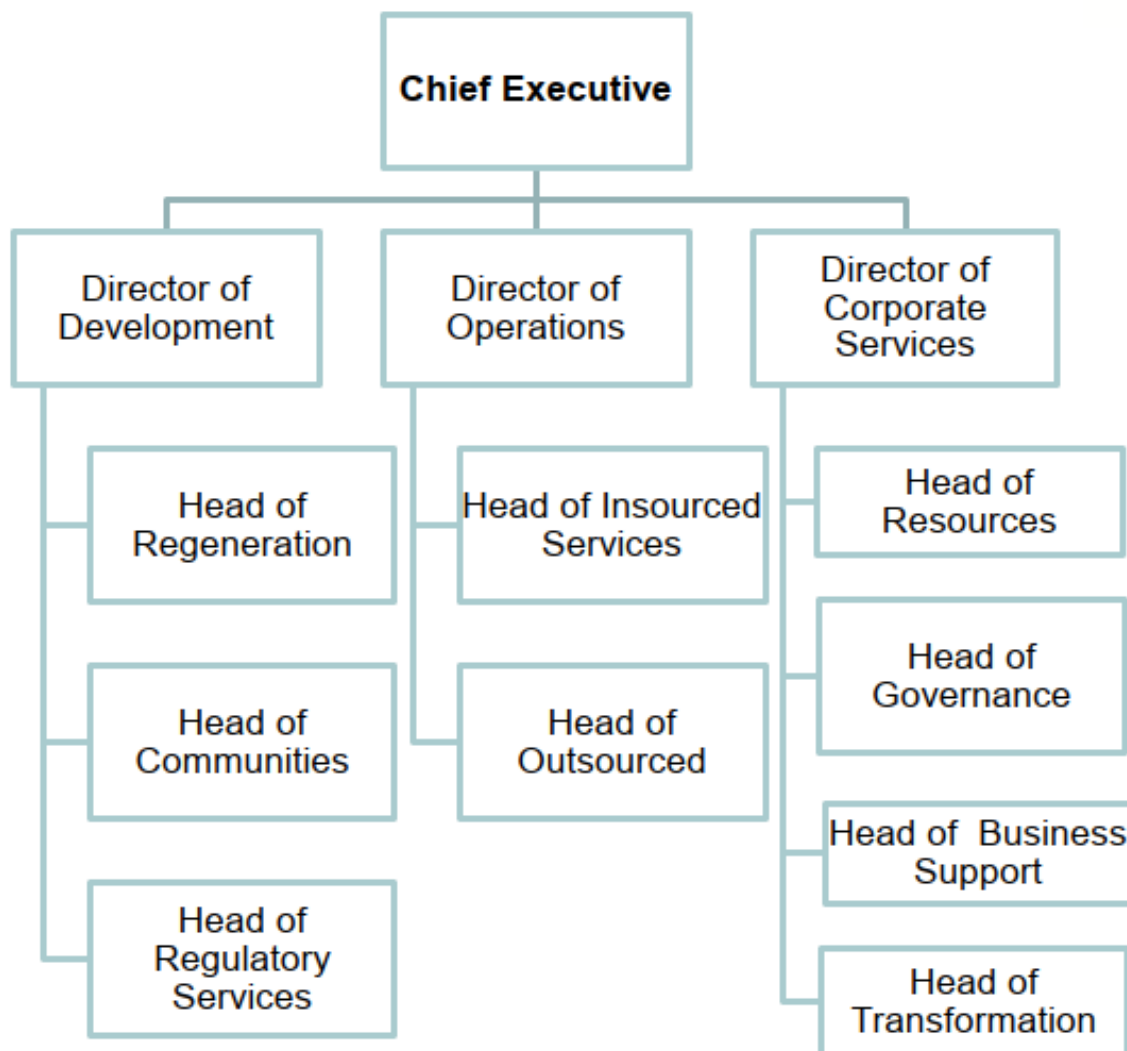 Chief Executive
Director of
Development
Director of
Operations
Director of
Corporate
Services
Head of
Regeneration
Head of
Communities
Head of
Regulatory
Services
Head of Insourced
Services
Head of
Outsourced
Head of
Resources
Head of
Governance
Head of  Business
Support
Head of
Transformation